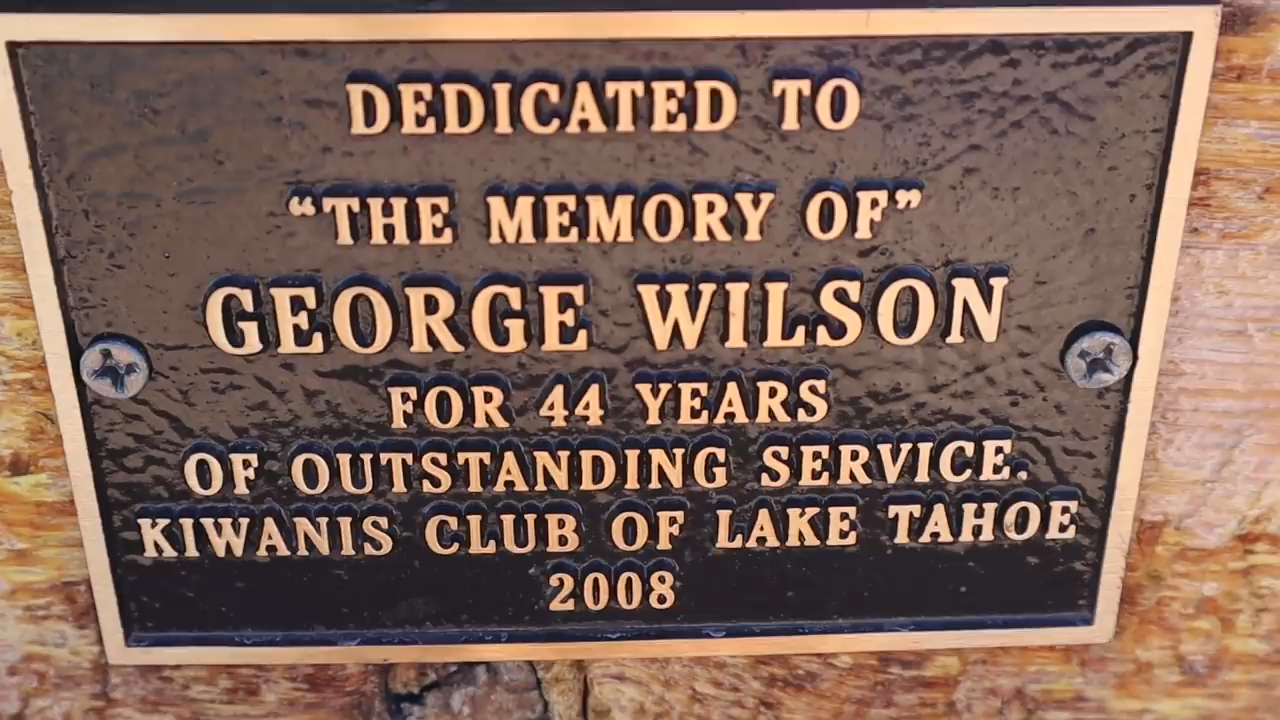 DEDICATED TO
“THE MEMORY OF”
GEORGE WILSON
FOR 44 YEARS
OF OUTSTANDING SERVICE.
KIWANIS CLUB OF LAKE TAHOE
2008